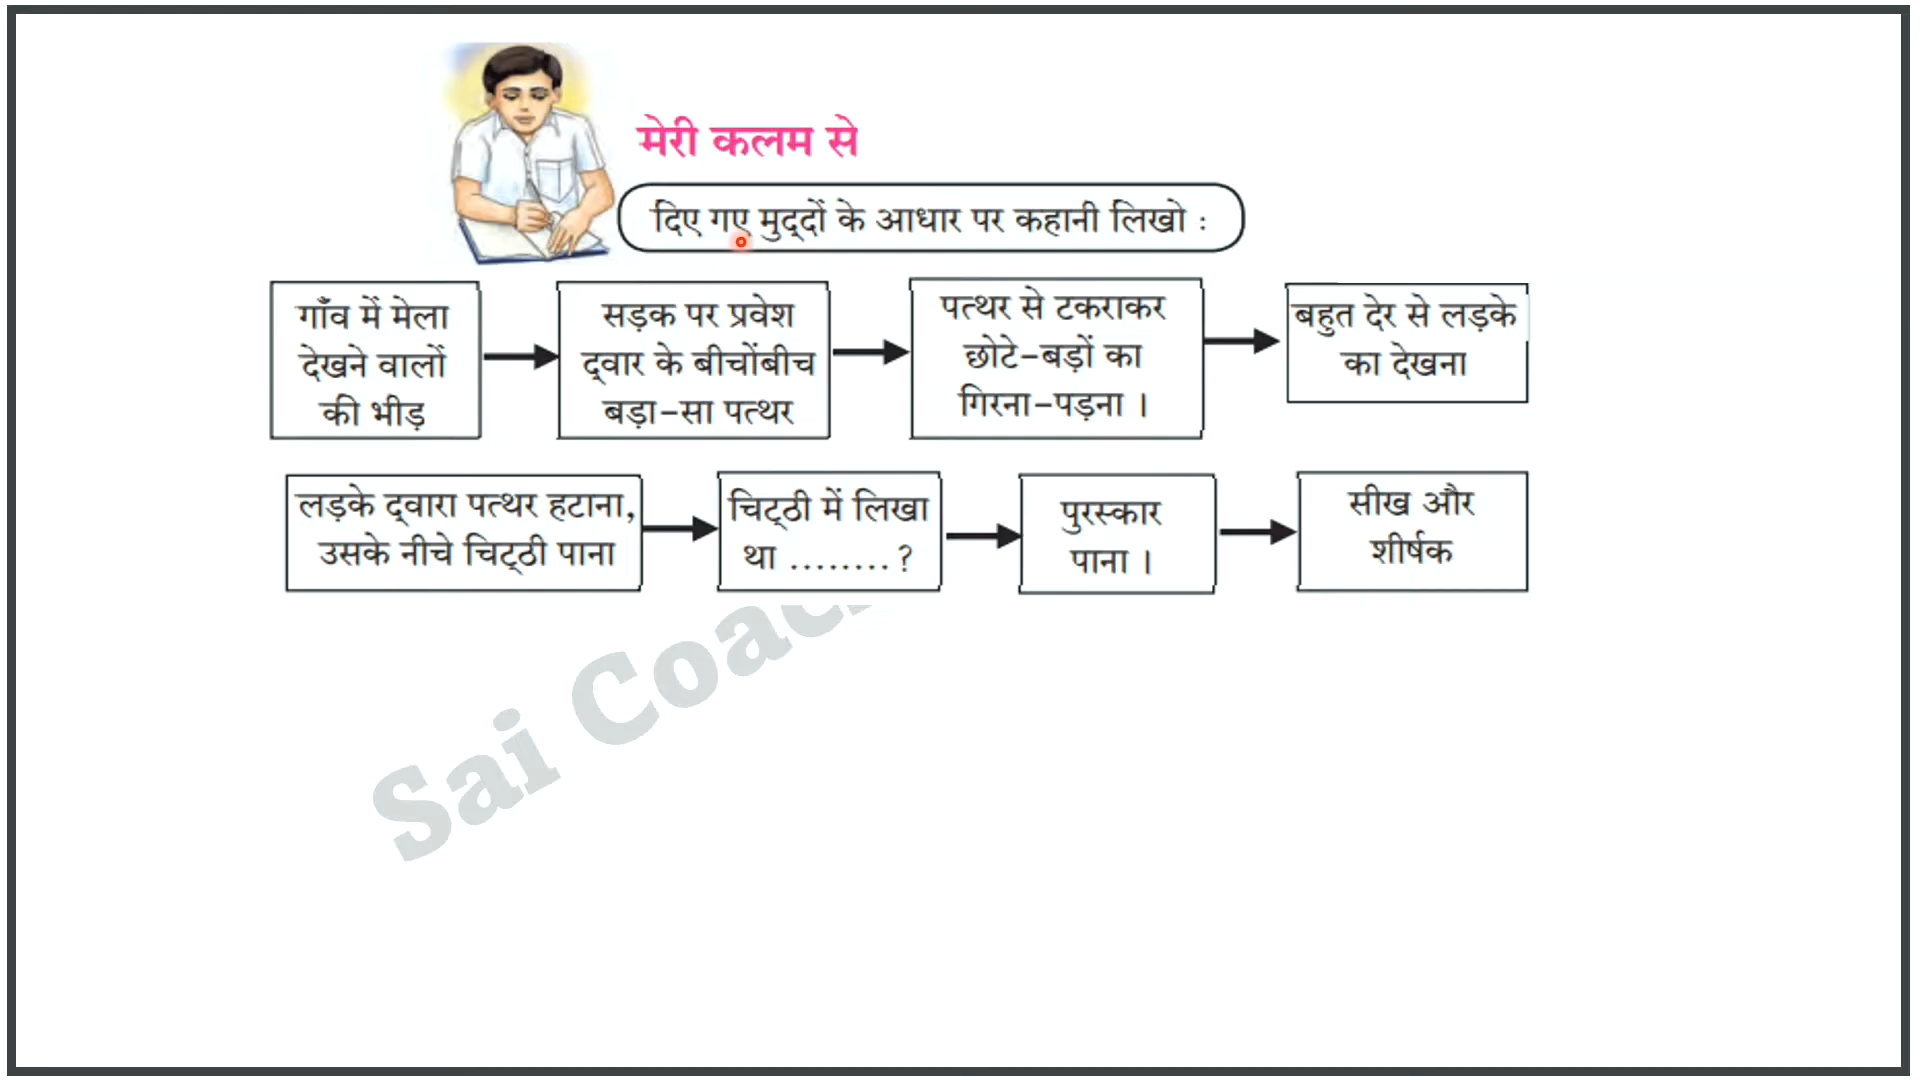 मेरी कलम से
दिए गए मुद्‌दों के आधार पर कहानी लिखो :
गाँव में मेला
देखने वालों
की भीड़
सड़क पर प्रवेश
द्‌वार के बीचोंबीच
बड़ा-सा पत्थर
पत्थर से टकराकर
छोटे-बड़ों का
गिरना-पड़ना ।
बहुत देर से लड़के
का देखना
लड़के द्‌वारा पत्थर हटाना,
उसके नीचे चिट्‌ठी पाना
चिट्‌ठी में लिखा
था ........?
पुरस्कार
पाना ।
सीख और
शीर्षक
Sai